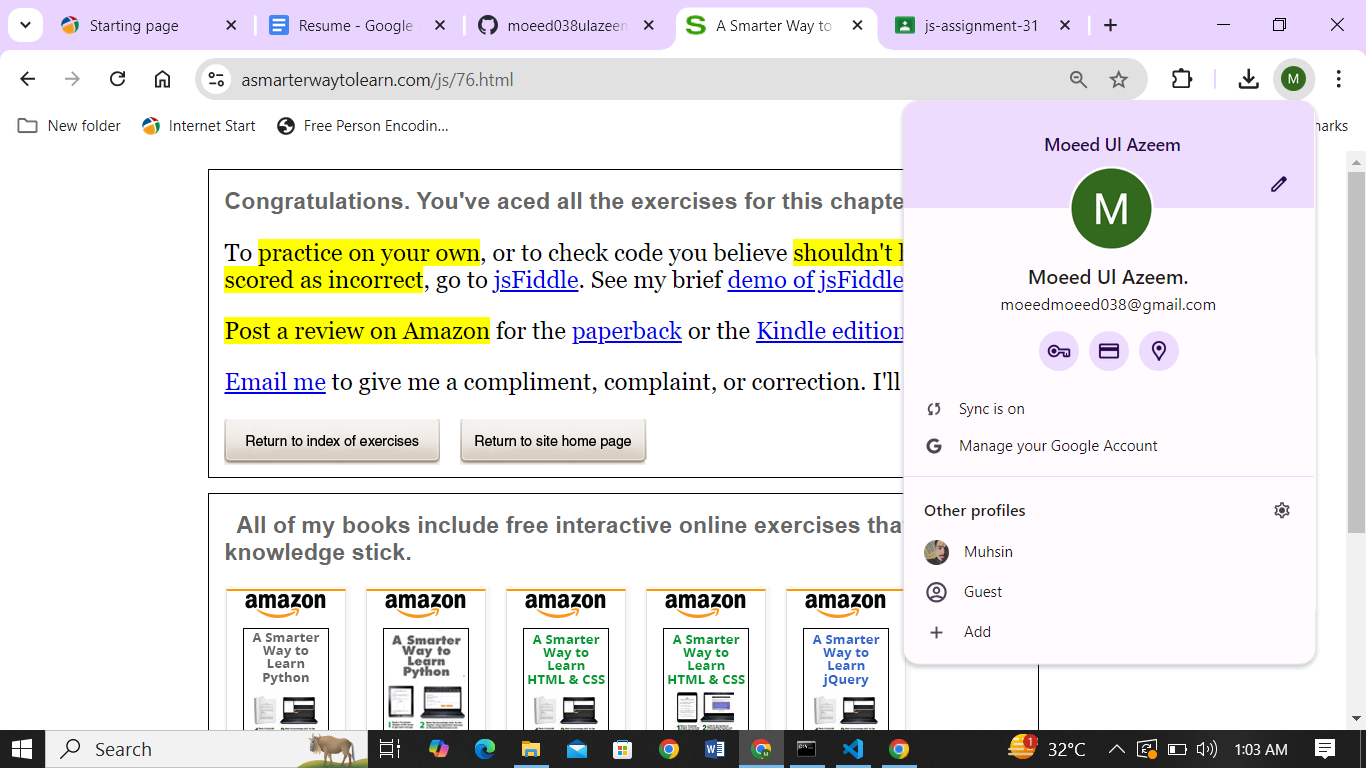 Starting page
Resume - Google
moeed038ulazeem
A Smarter Way to
js-assignment-31
asmarterwaytolearn.com/js/76.html
M
New folder
Internet Start
Free Person Encodin...
Congratulations. You've aced all the exercises for this
To practice on your own, or to check code you believe shouldn't
scored as incorrect, go to jsFiddle. See my brief demo of jsFiddle
Post a review on Amazon for the paperback or the Kindle edition
Email me to give me a compliment, complaint, or correction. I'll
Return to index of exercises
Return to site home page
All of my books include free interactive online exercises
knowledge stick.
amazon
A Smarter
Way to
Learn
Python
amazon
A Smarter
Way to
Learn
Python
amazon
A Smarter
Way to
Learn
HTML & CSS
amazon
A Smarter
Way to
Learn
HTML & CSS
amazon
A Smarter
Way to
Learn
jQuery
Moeed Ul Azeem
M
Moeed Ul Azeem.
moeedmoeed038@gmail.com
Sync is on
Manage your Google Account
Other profiles
Muhsin
Guest
Add
Search
1
32°C
1:03 AM